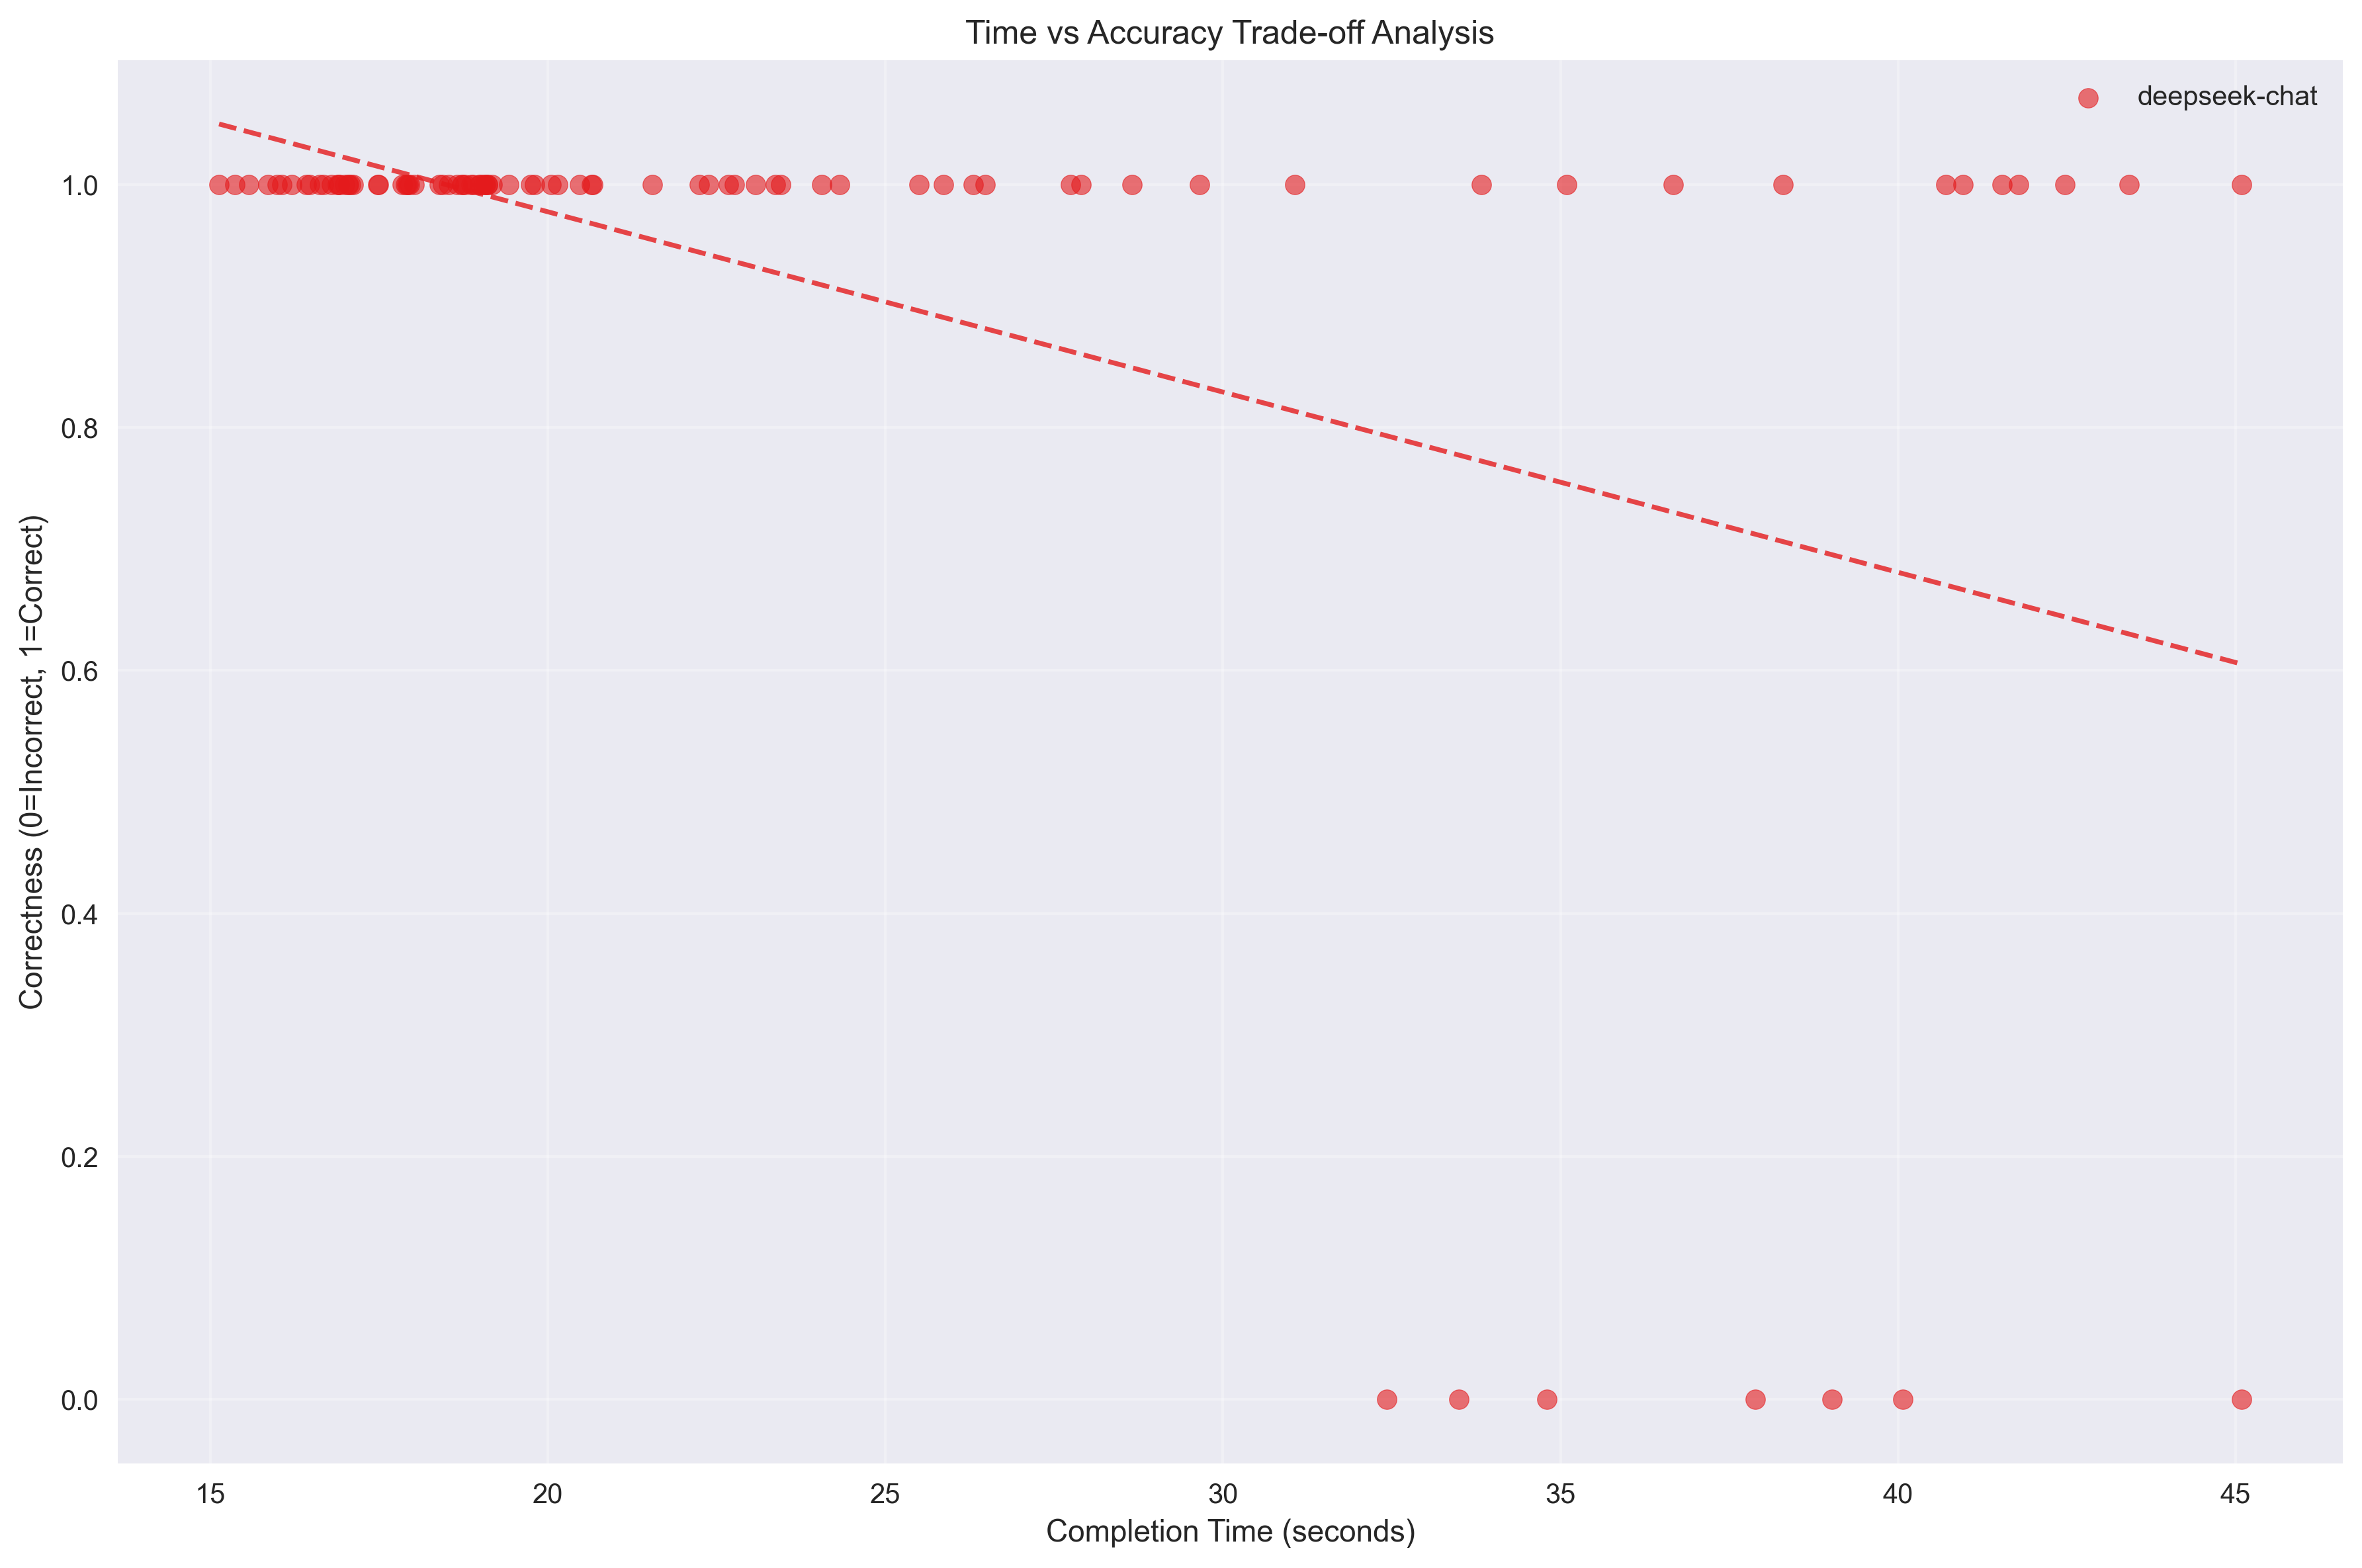 Time vs Accuracy Trade-off Analysis
deepseek-chat
1.0
0.8
0.6
0.4
0.2
0.0
Correctness (0=Incorrect, 1=Correct)
15 20 25 30 35 40 45
Completion Time (seconds)